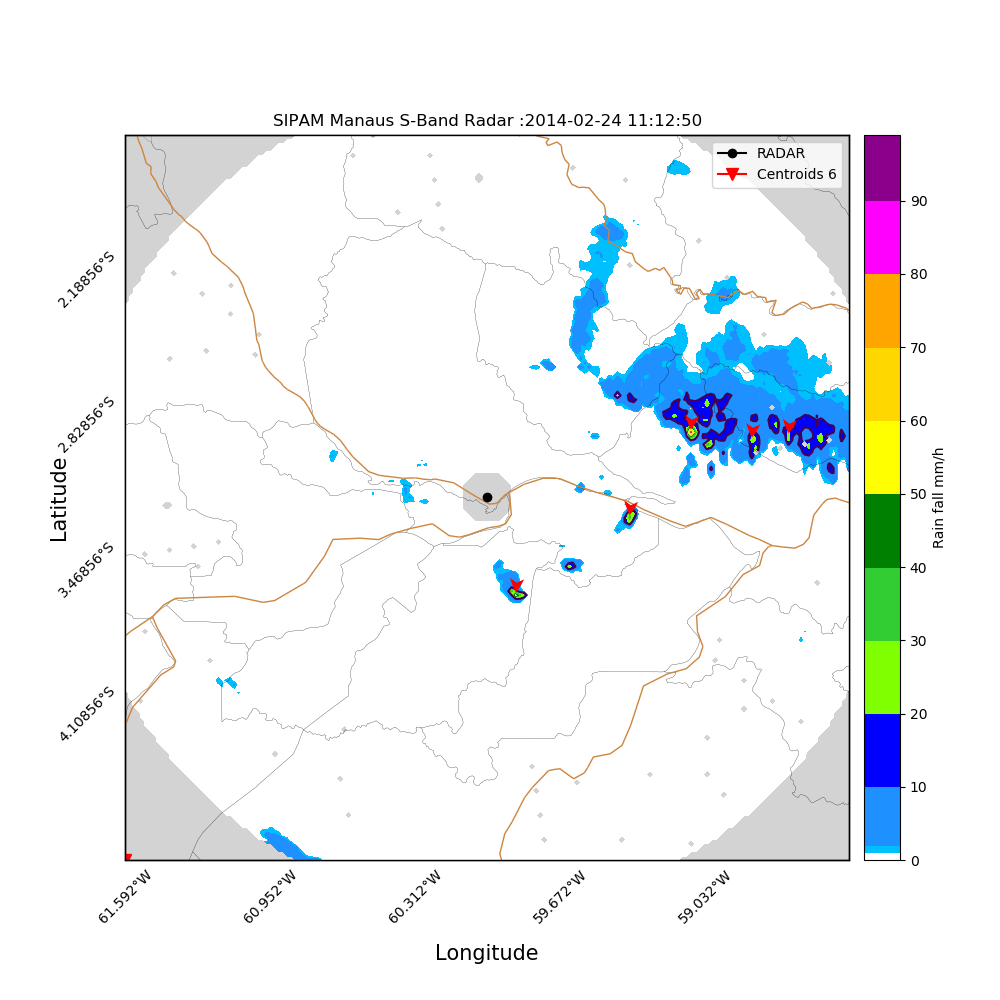 SIPAM Manaus S-Band Radar :2014-02-24 11:12:50
RADAR
Centroids 6
2.18856°S
2.82856°S
3.46856°S
4.10856°S
Latitude
61.592°W
60.952°W
60.312°W
59.672°W
59.032°W
Longitude
90
80
70
60
50
40
30
20
10
0
Rain fall mm/h